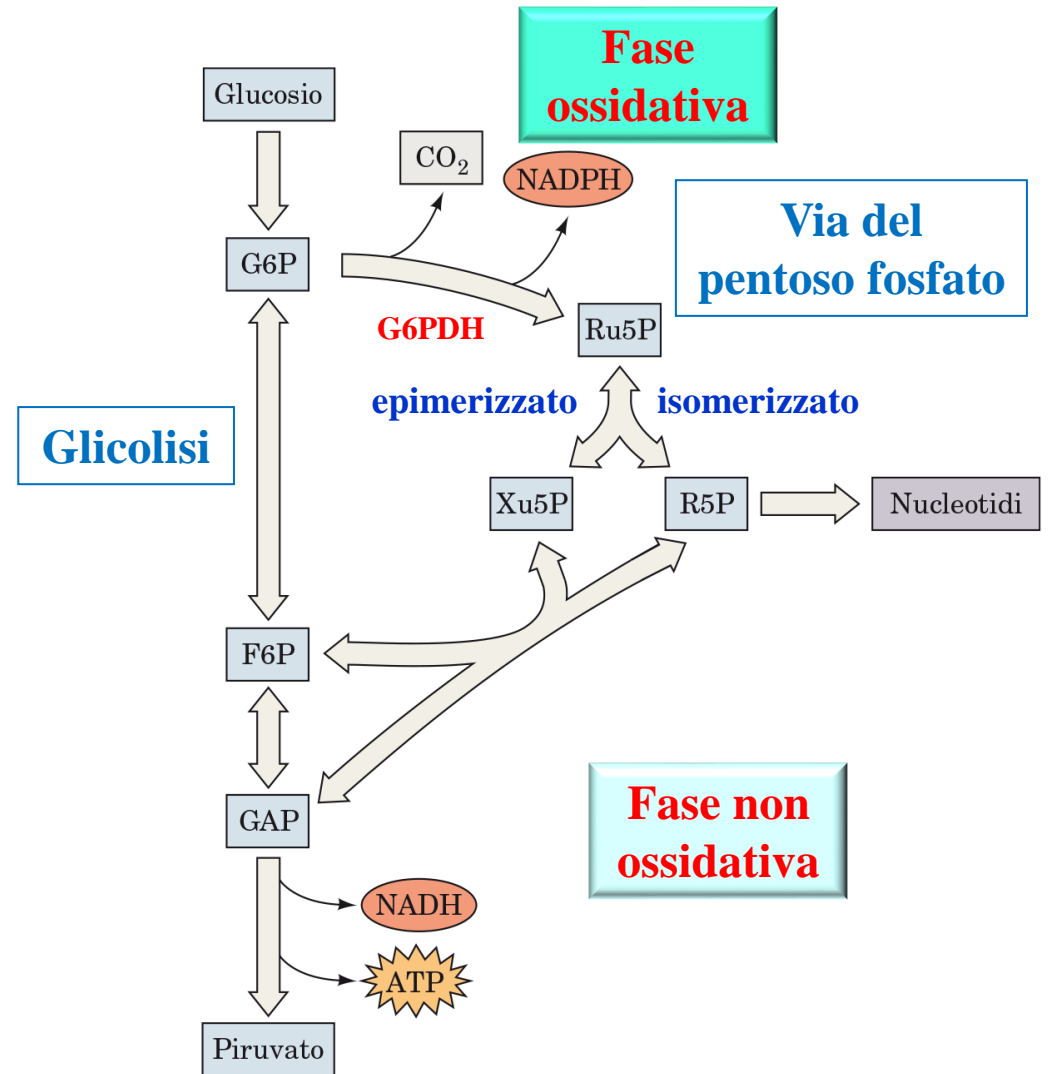 Fase
ossidativa
Glucosio
CO₂
NADPH
Via del
pentoso fosfato
G6P
G6PDH
Ru5P
epimerizzato
isomerizzato
Glicolisi
Xu5P
R5P
Nucleotidi
F6P
GAP
Fase non
ossidativa
NADH
ATP
Piruvato